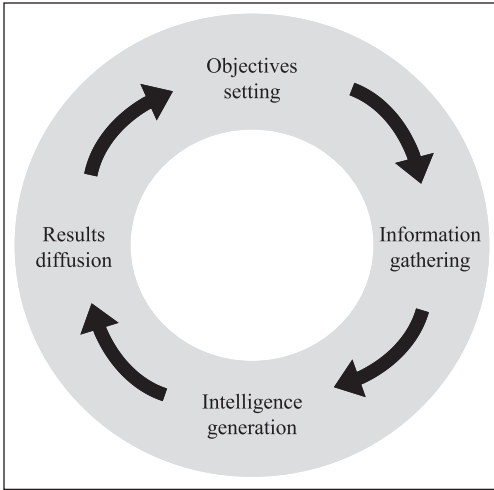 Objectives
setting
Information
gathering
Intelligence
generation
Results
diffusion